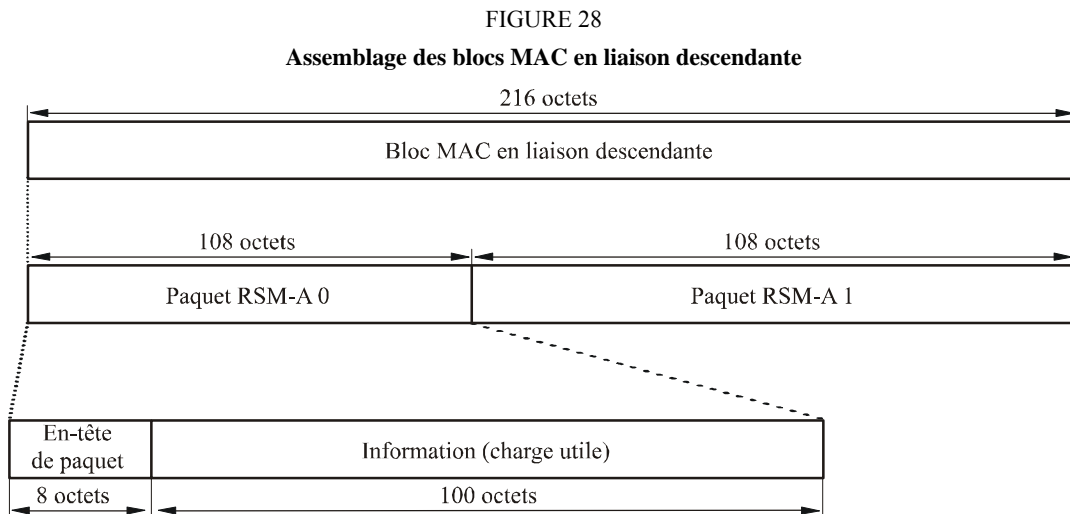 FIGURE 28
Assemblage des blocs MAC en liaison descendante
216 octets
Bloc MAC en liaison descendante
108 octets
108 octets
Paquet RSM-A 0
Paquet RSM-A 1
En-tête
de paquet
Information (charge utile)
8 octets
100 octets